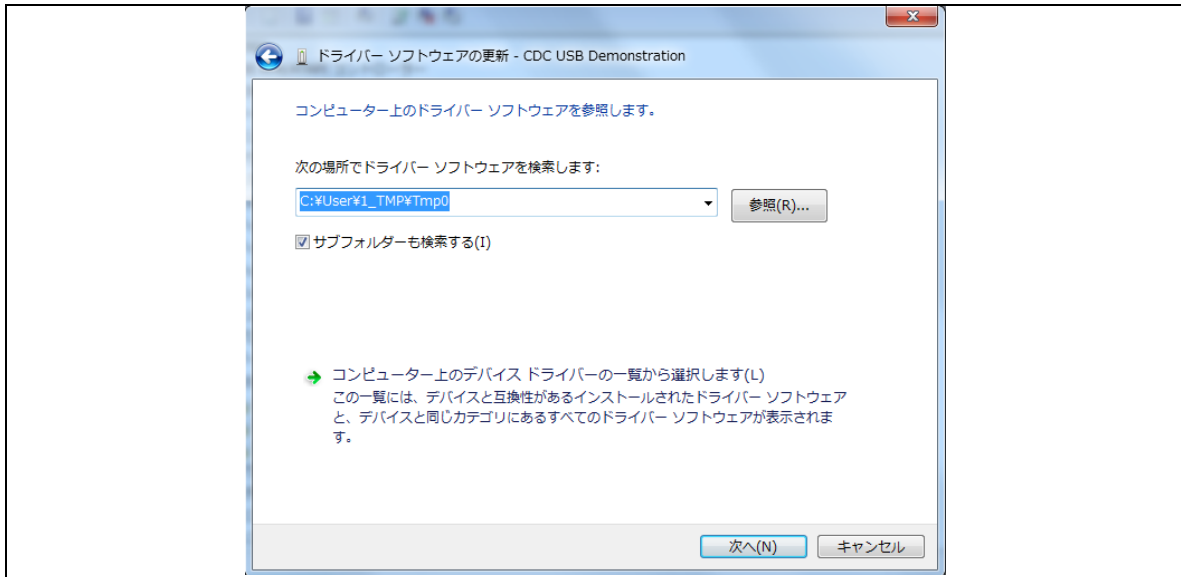 ドライバー ソフトウェアの更新 - CDC USB Demonstration
コンピューター上のドライバー ソフトウェアを参照します。
次の場所でドライバー ソフトウェアを検索します:
C:¥User¥1_TMP¥Tmp0
参照(R)...
サブフォルダーも検索する(I)
コンピューター上のデバイス ドライバーの一覧から選択します(L)
この一覧には、デバイスと互換性があるインストールされたドライバー ソフトウェア
と、デバイスと同じカテゴリにあるすべてのドライバー ソフトウェアが表示されま
す。
次へ(N)
キャンセル